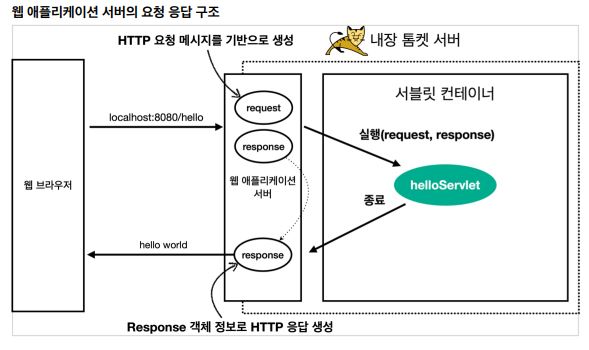 웹 애플리케이션 서버의 요청 응답 구조
HTTP 요청 메시지를 기반으로 생성
내장 톰켓 서버
서블릿 컨테이너
request
localhost:8080/hello
실행(request, response)
response
웹 브라우저
웹 애플리케이션
서버
helloServlet
종료
hello world
response
Response 객체 정보로 HTTP 응답 생성